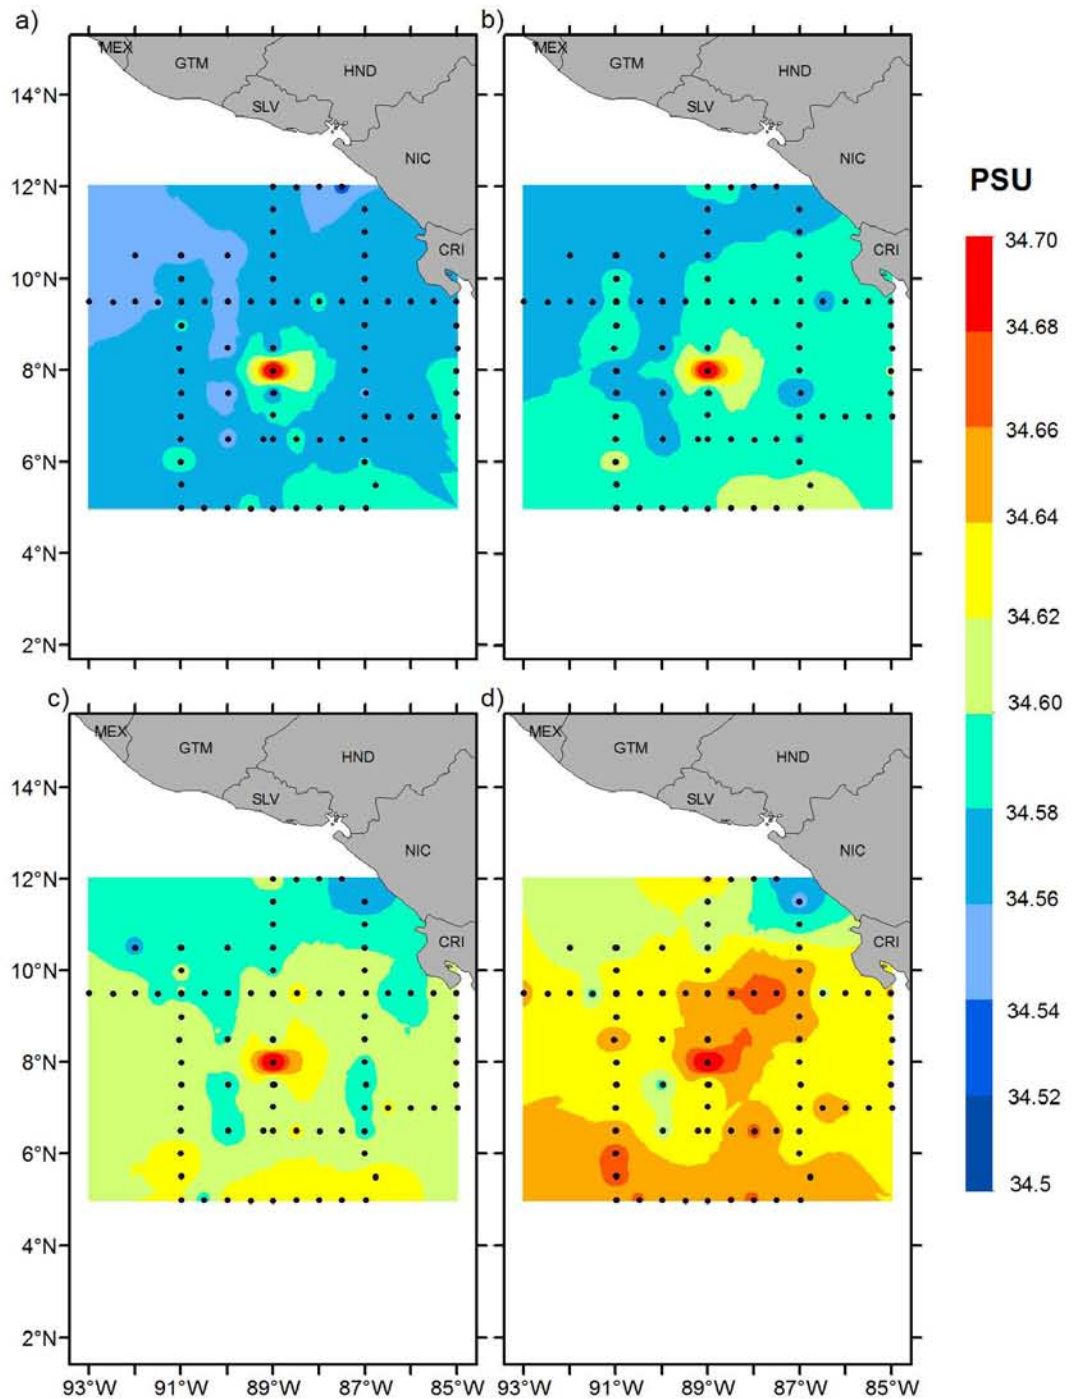 a)
b)
MEX
GTM
HND
SLV
NIC
CRI
MEX
GTM
HND
SLV
NIC
CRI
14°N
12°N
10°N
8°N
6°N
4°N
2°N
PSU
34.70
34.68
34.66
34.64
34.62
34.60
34.58
34.56
34.54
34.52
34.5
c)
d)
MEX
GTM
HND
SLV
NIC
CRI
MEX
GTM
HND
SLV
NIC
CRI
14°N
12°N
10°N
8°N
6°N
4°N
2°N
93°W 91°W 89°W 87°W 85°W
93°W 91°W 89°W 87°W 85°W